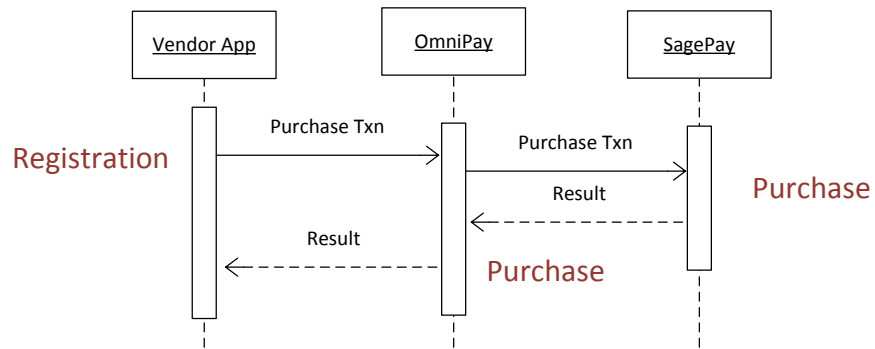 Vendor App
OmniPay
SagePay
Purchase Txn
Registration
Purchase Txn
Result
Purchase
Result
Purchase